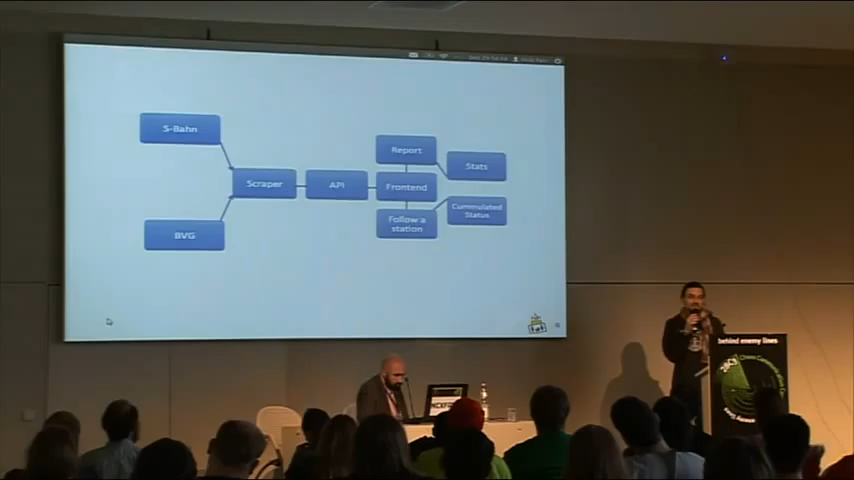 S-Bahn
Report
Stats
Scraper
API
Frontend
Cummulated
Status
Follow a
station
BVG
behind enemy lines